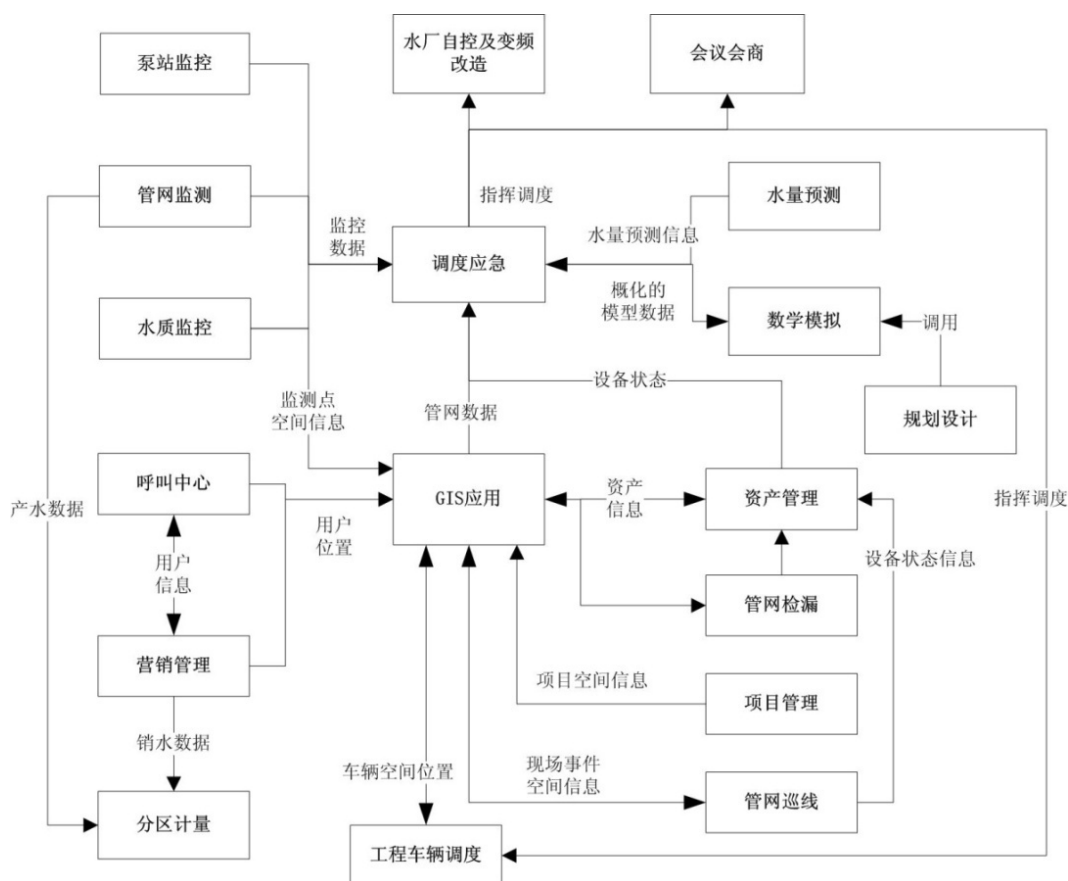 水厂自控及变频
改造
会议会商
泵站监控
管网监测
水量预测
指挥调度
监控
数据
水量预测信息
调度应急
概化的
模型数据
水质监控
数学模拟
调用
设备状态
监测点
空间信息
管网数据
规划设计
呼叫中心
GIS应用
资产
信息
资产管理
产水数据
指挥调度
用户
位置
用户
信息
设备状态信息
管网检漏
营销管理
项目空间信息
项目管理
销水数据
车辆空间位置
现场事件
空间信息
管网巡线
分区计量
工程车辆调度